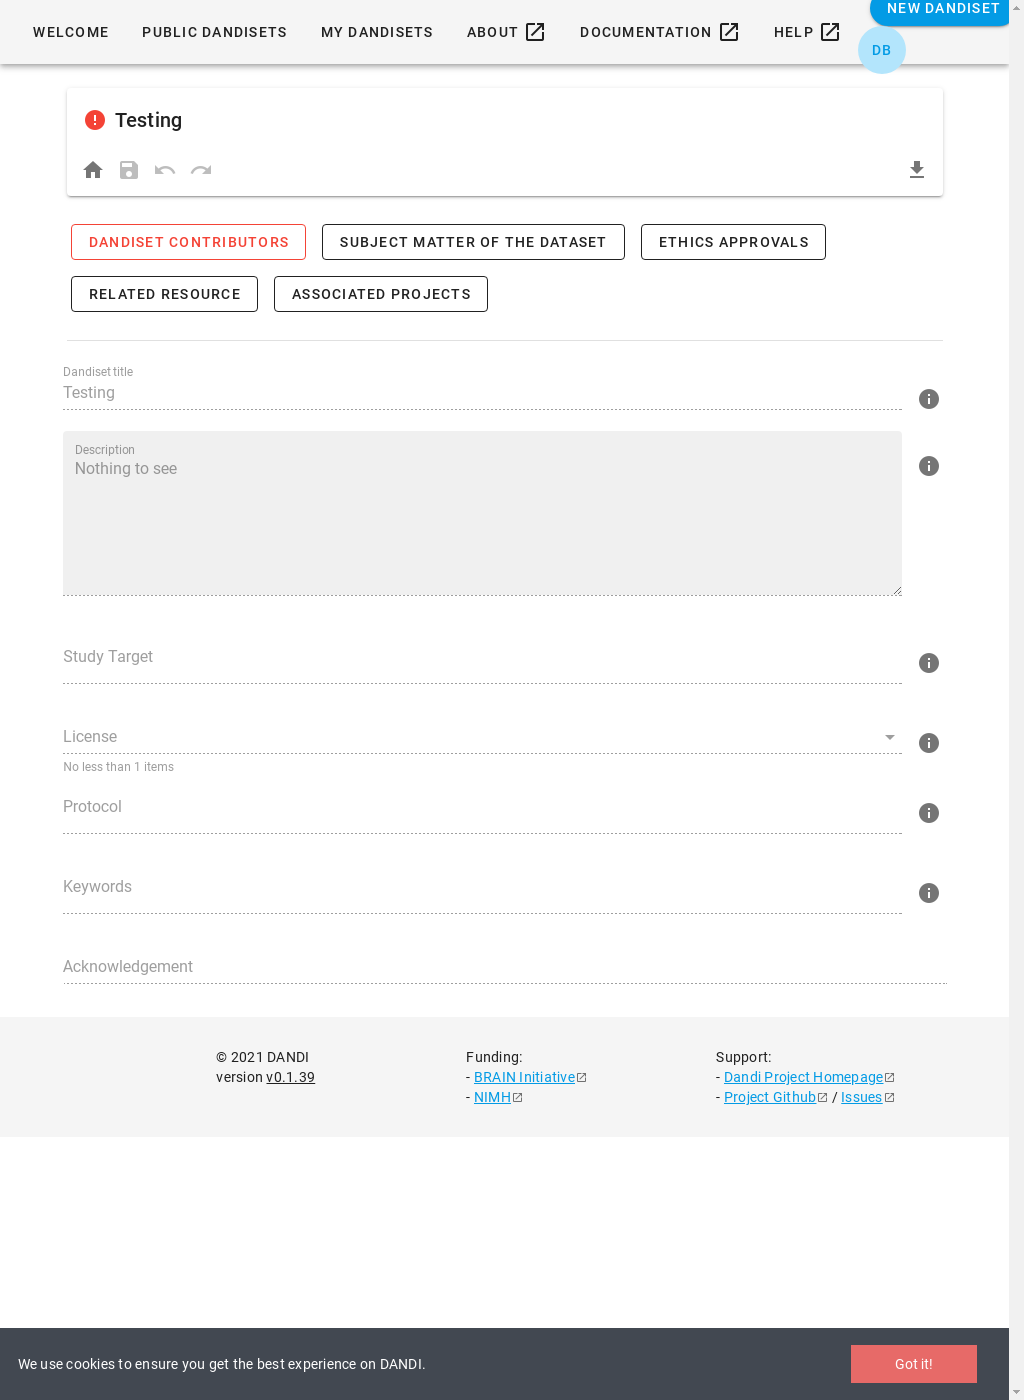 WELCOME PUBLIC DANDISETS MY DANDISETS ABOUT DOCUMENTATION HELP NEW DANDISET
DB
Testing
DANDISET CONTRIBUTORS SUBJECT MATTER OF THE DATASET ETHICS APPROVALS
RELATED RESOURCE ASSOCIATED PROJECTS
Dandiset title
Testing
Description
Nothing to see
Study Target
License
No less than 1 items
Protocol
Keywords
Acknowledgement
© 2021 DANDI
version v0.1.39
Funding:
- BRAIN Initiative
- NIMH
Support:
- Dandi Project Homepage
- Project Github / Issues
We use cookies to ensure you get the best experience on DANDI. Got it!